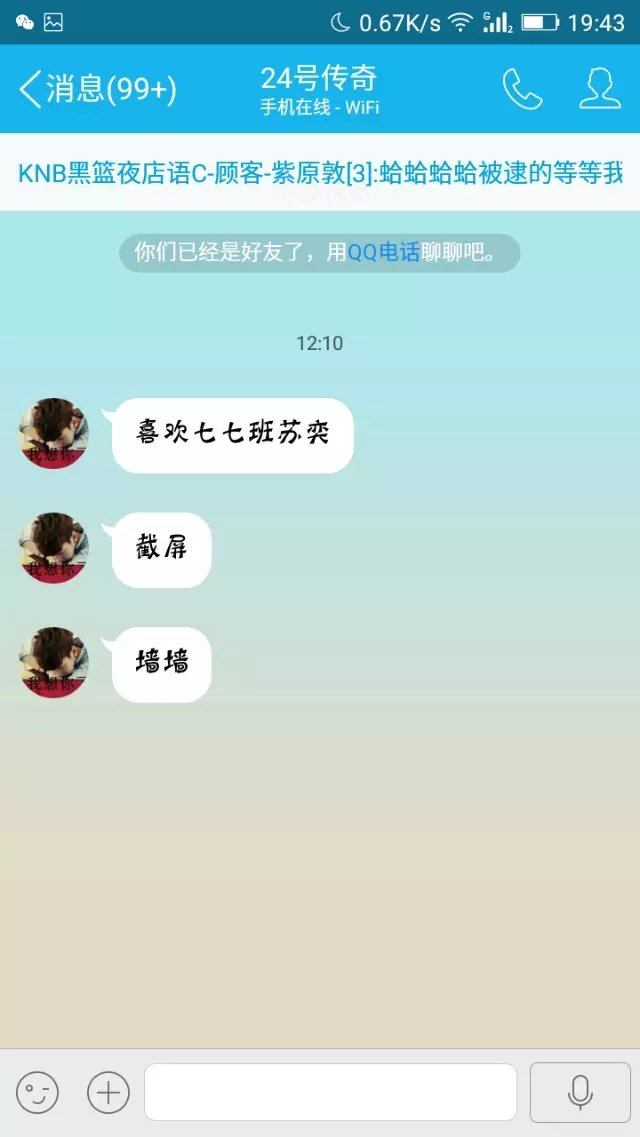 0.67K/s
G
2
19:43
消息(99+)
24号传奇
手机在线 - WiFi
KNB黑篮夜店语C-顾客-紫原敦[3]:蛤蛤蛤蛤被逮的等等我
你们已经是好友了，用QQ电话聊聊吧。
12:10
我想你
喜欢七七班苏奕
我想你
截屏
我想你
墙墙